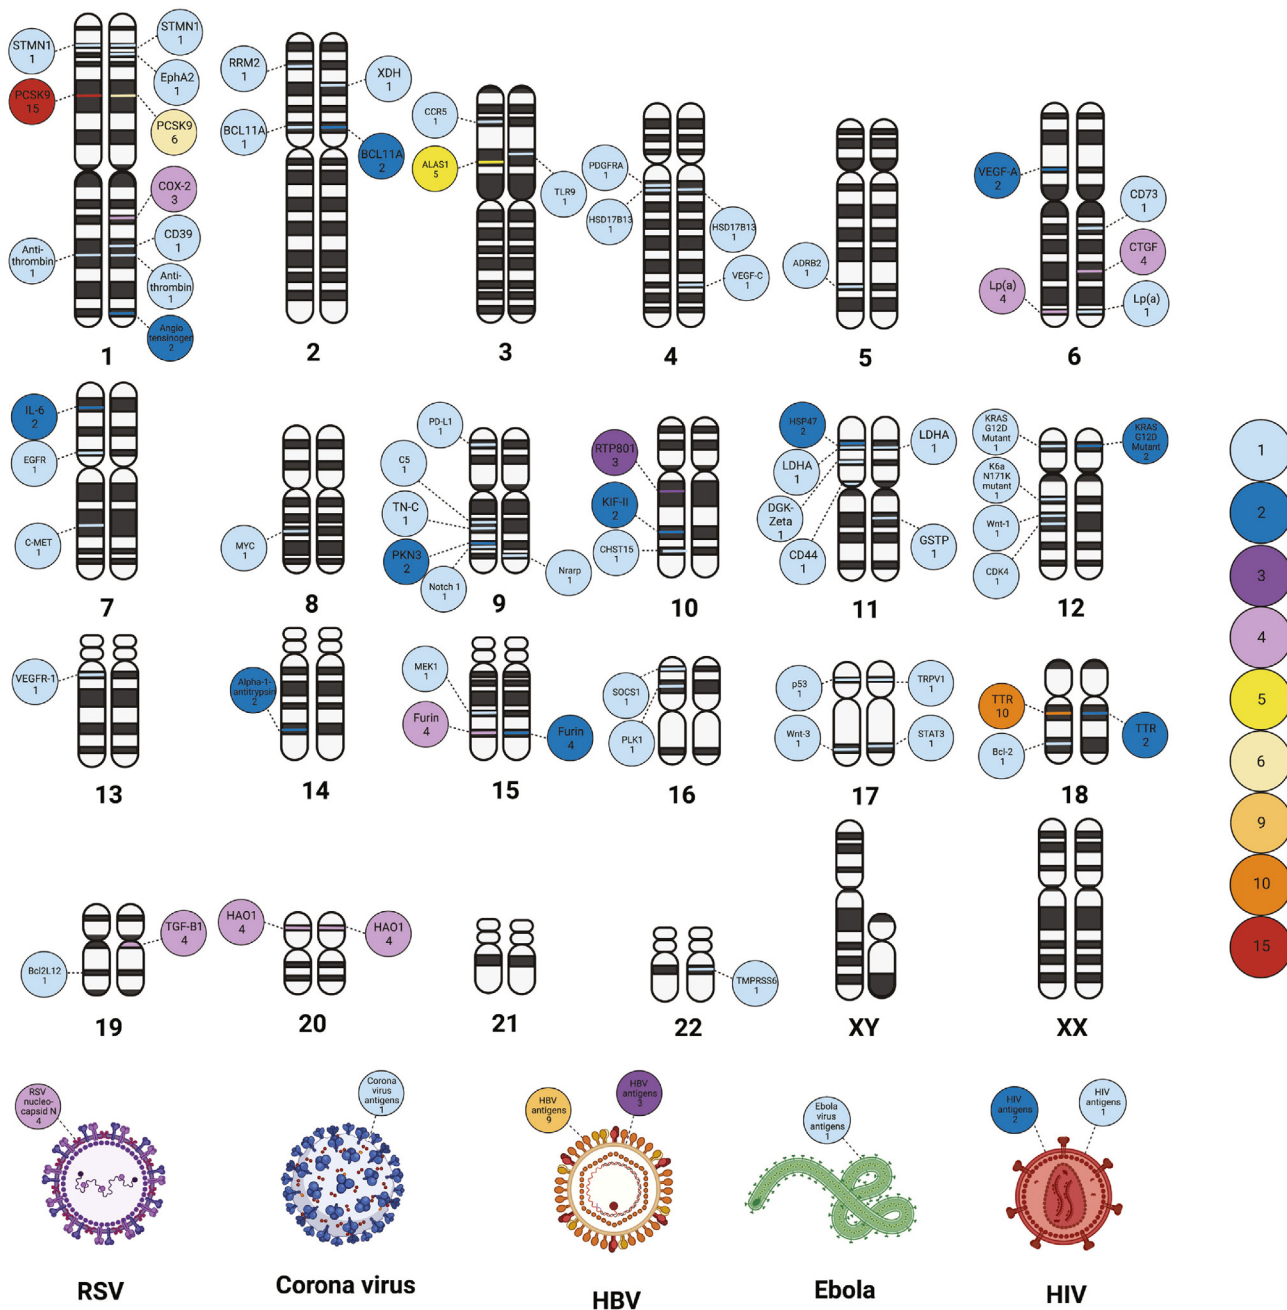 STMN1
1
STMN1
1
EphA2
1
PCSK9
15
PCSK9
6
COX-2
3
CD39
1
Anti-
thrombin
1
Anti-
thrombin
1
Angio
tensinogen
2
1
RRM2
1
XDH
1
BCL11A
1
BCL11A
2
2
CCR5
1
ALAS1
5
TLR9
1
3
PDGFRA
1
HSD17B13
1
HSD17B13
1
VEGF-C
1
4
ADRB2
1
5
VEGF-A
2
CD73
1
CTGF
4
Lp(a)
4
Lp(a)
1
6
IL-6
2
EGFR
1
C-MET
1
7
MYC
1
8
PD-L1
1
C5
1
TN-C
1
PKN3
2
Notch 1
1
Nrarp
1
9
RTP801
3
KIF-II
2
CHST15
1
10
HSP47
2
LDHA
1
LDHA
1
DGK-
Zeta
1
CD44
1
GSTP
1
11
KRAS
G12D
Mutant
1
KRAS
G12D
Mutant
2
K6a
N171K
mutant
1
Wnt-1
1
CDK4
1
12
VEGFR-1
1
13
Alpha-1-
antitrypsin
2
14
MEK1
1
Furin
4
Furin
4
15
SOCS1
1
PLK1
1
16
p53
1
TRPV1
1
Wnt-3
1
STAT3
1
17
TTR
10
TTR
2
Bcl-2
1
18
Bcl2L12
1
TGF-B1
4
19
HAO1
4
HAO1
4
20
21
TMPRSS6
1
22
XY
XX
1
2
3
4
5
6
9
10
15
RSV
nucleo-
capsid N
4
RSV
Corona
virus
antigens
1
Corona virus
HBV
antigens
9
HBV
antigens
3
HBV
Ebola
virus
antigens
1
Ebola
HIV
antigens
2
HIV
antigens
1
HIV